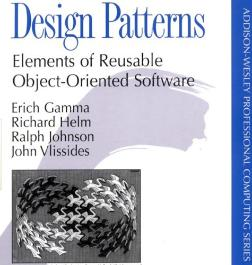 Design Patterns
Elements of Reusable
Object-Oriented Software
Erich Gamma
Richard Helm
Ralph Johnson
John Vlissides
ADDISON-WESLEY PROFESSIONAL COMPUTING SERIES